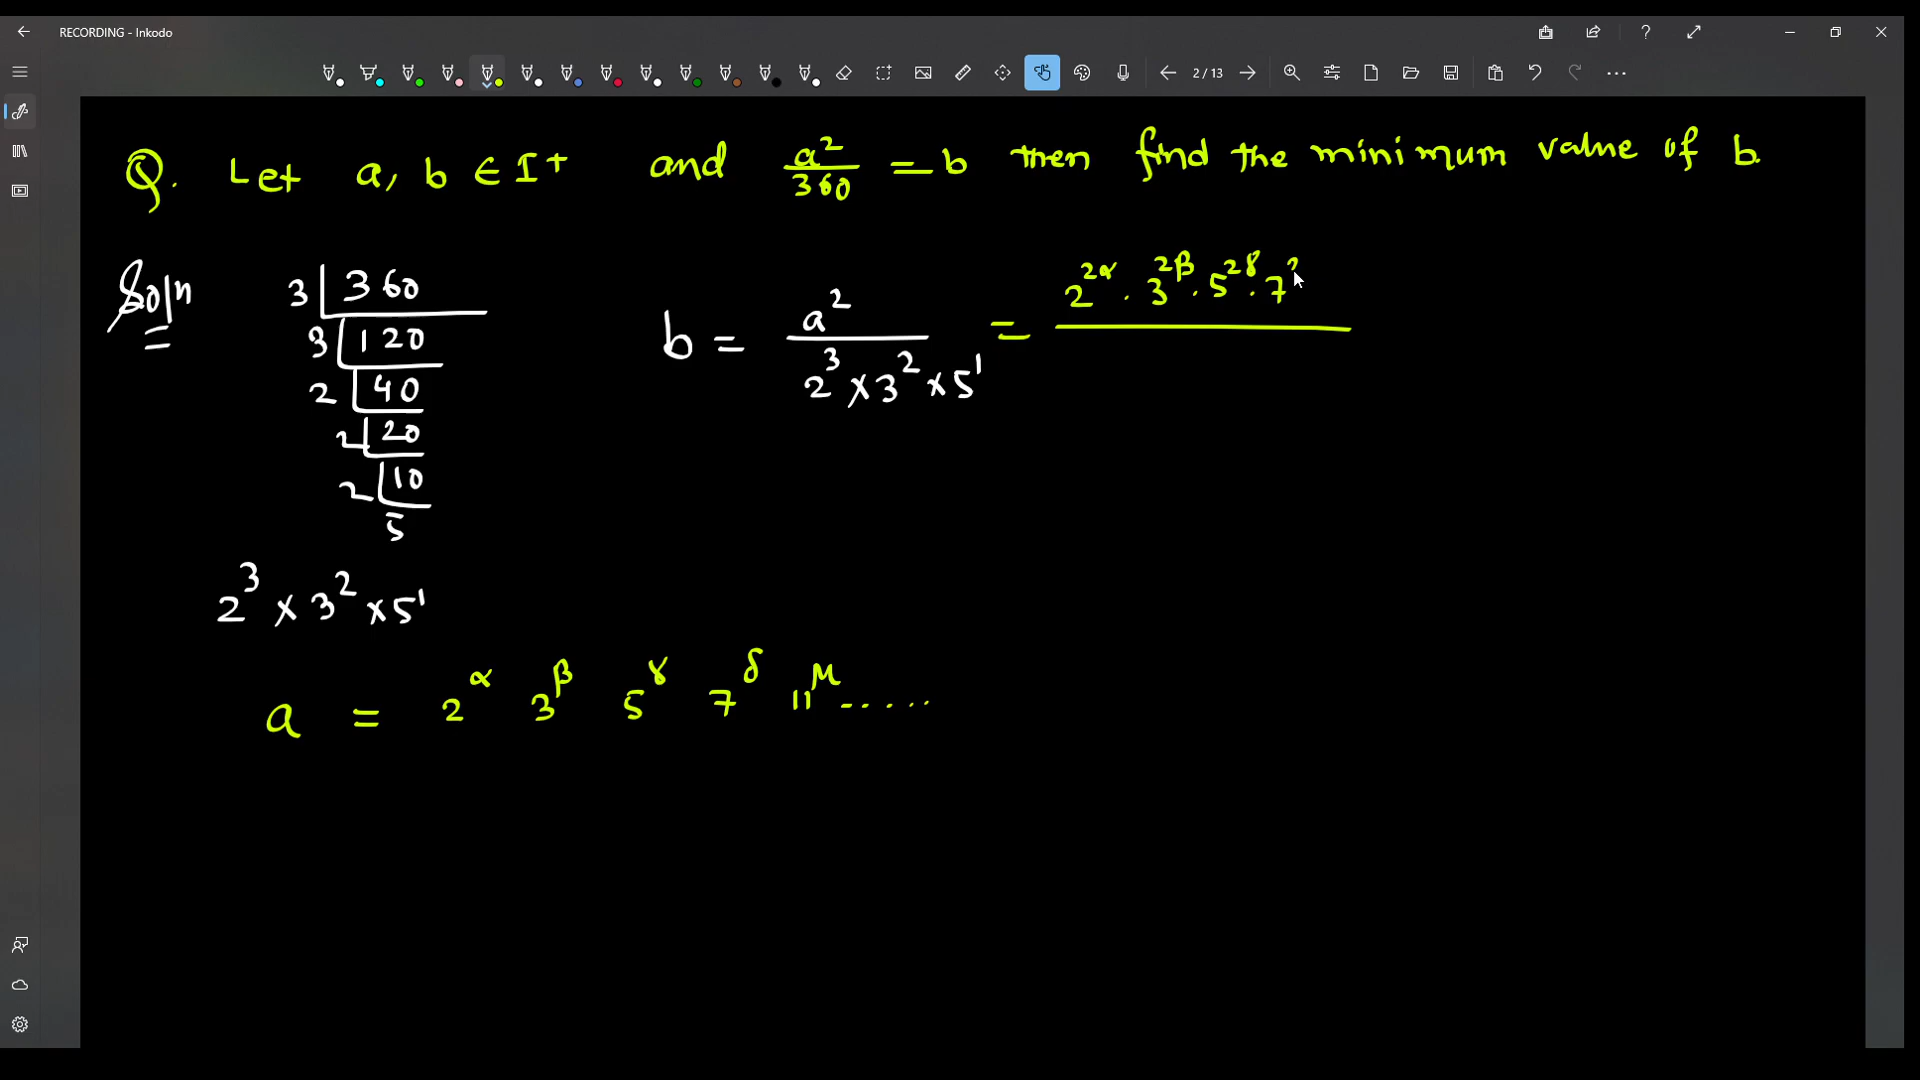 RECORDING - Inkodo
2 / 13
Q. Let a, b ∈ I⁺ and a²/360 = b then find the minimum value of b.
Soln
3 | 360
3 | 120
2 | 40
2 | 20
2 | 10
5
b = a²/(2³ × 3² × 5¹) = 2^2α · 3^2β · 5^2γ · 7^2
2³ × 3² × 5¹
a = 2^α 3^β 5^γ 7^δ 11^μ ......